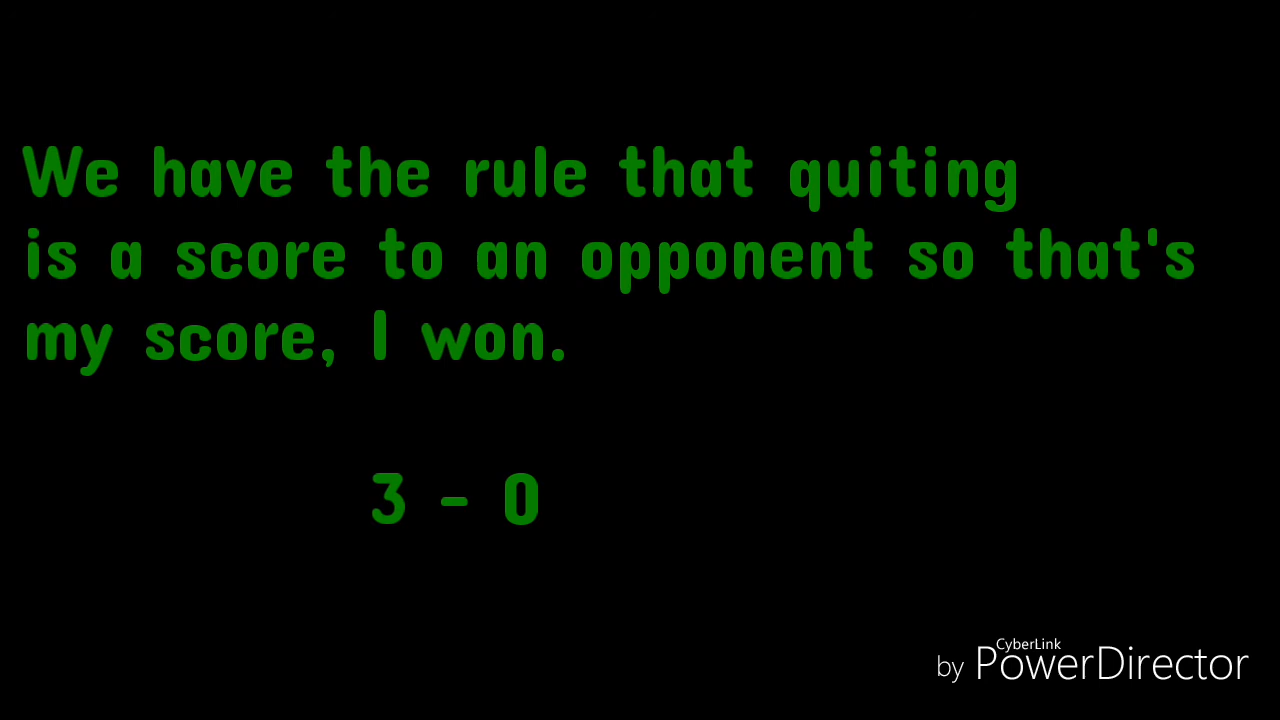 We have the rule that quiting
is a score to an opponent so that's
my score, I won.
3 - 0
CyberLink
by PowerDirector